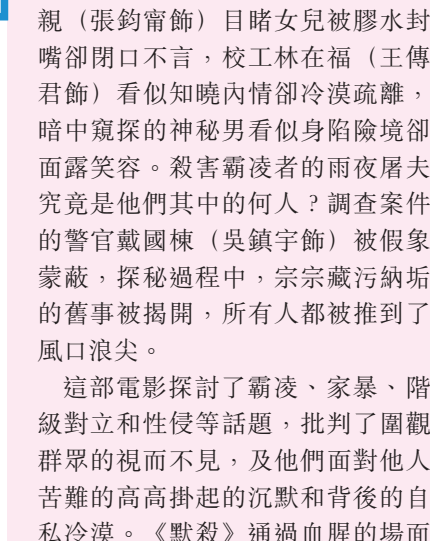 親（張鈞甯飾）目睹女兒被膠水封
嘴卻閉口不言，校工林在福（王傳
君飾）看似知曉內情卻冷漠疏離，
暗中窺探的神秘男看似身陷險境卻
面露笑容。殺害霸凌者的雨夜屠夫
究竟是他們其中的何人？調查案件
的警官戴國棟（吳鎮宇飾）被假象
蒙蔽，探秘過程中，宗宗藏污納垢
的舊事被揭開，所有人都被推到了
風口浪尖。
這部電影探討了霸凌、家暴、階
級對立和性侵等話題，批判了圍觀
群眾的視而不見，及他們面對他人
苦難的高高掛起的沉默和背後的自
私冷漠。《默殺》通過血腥的場面